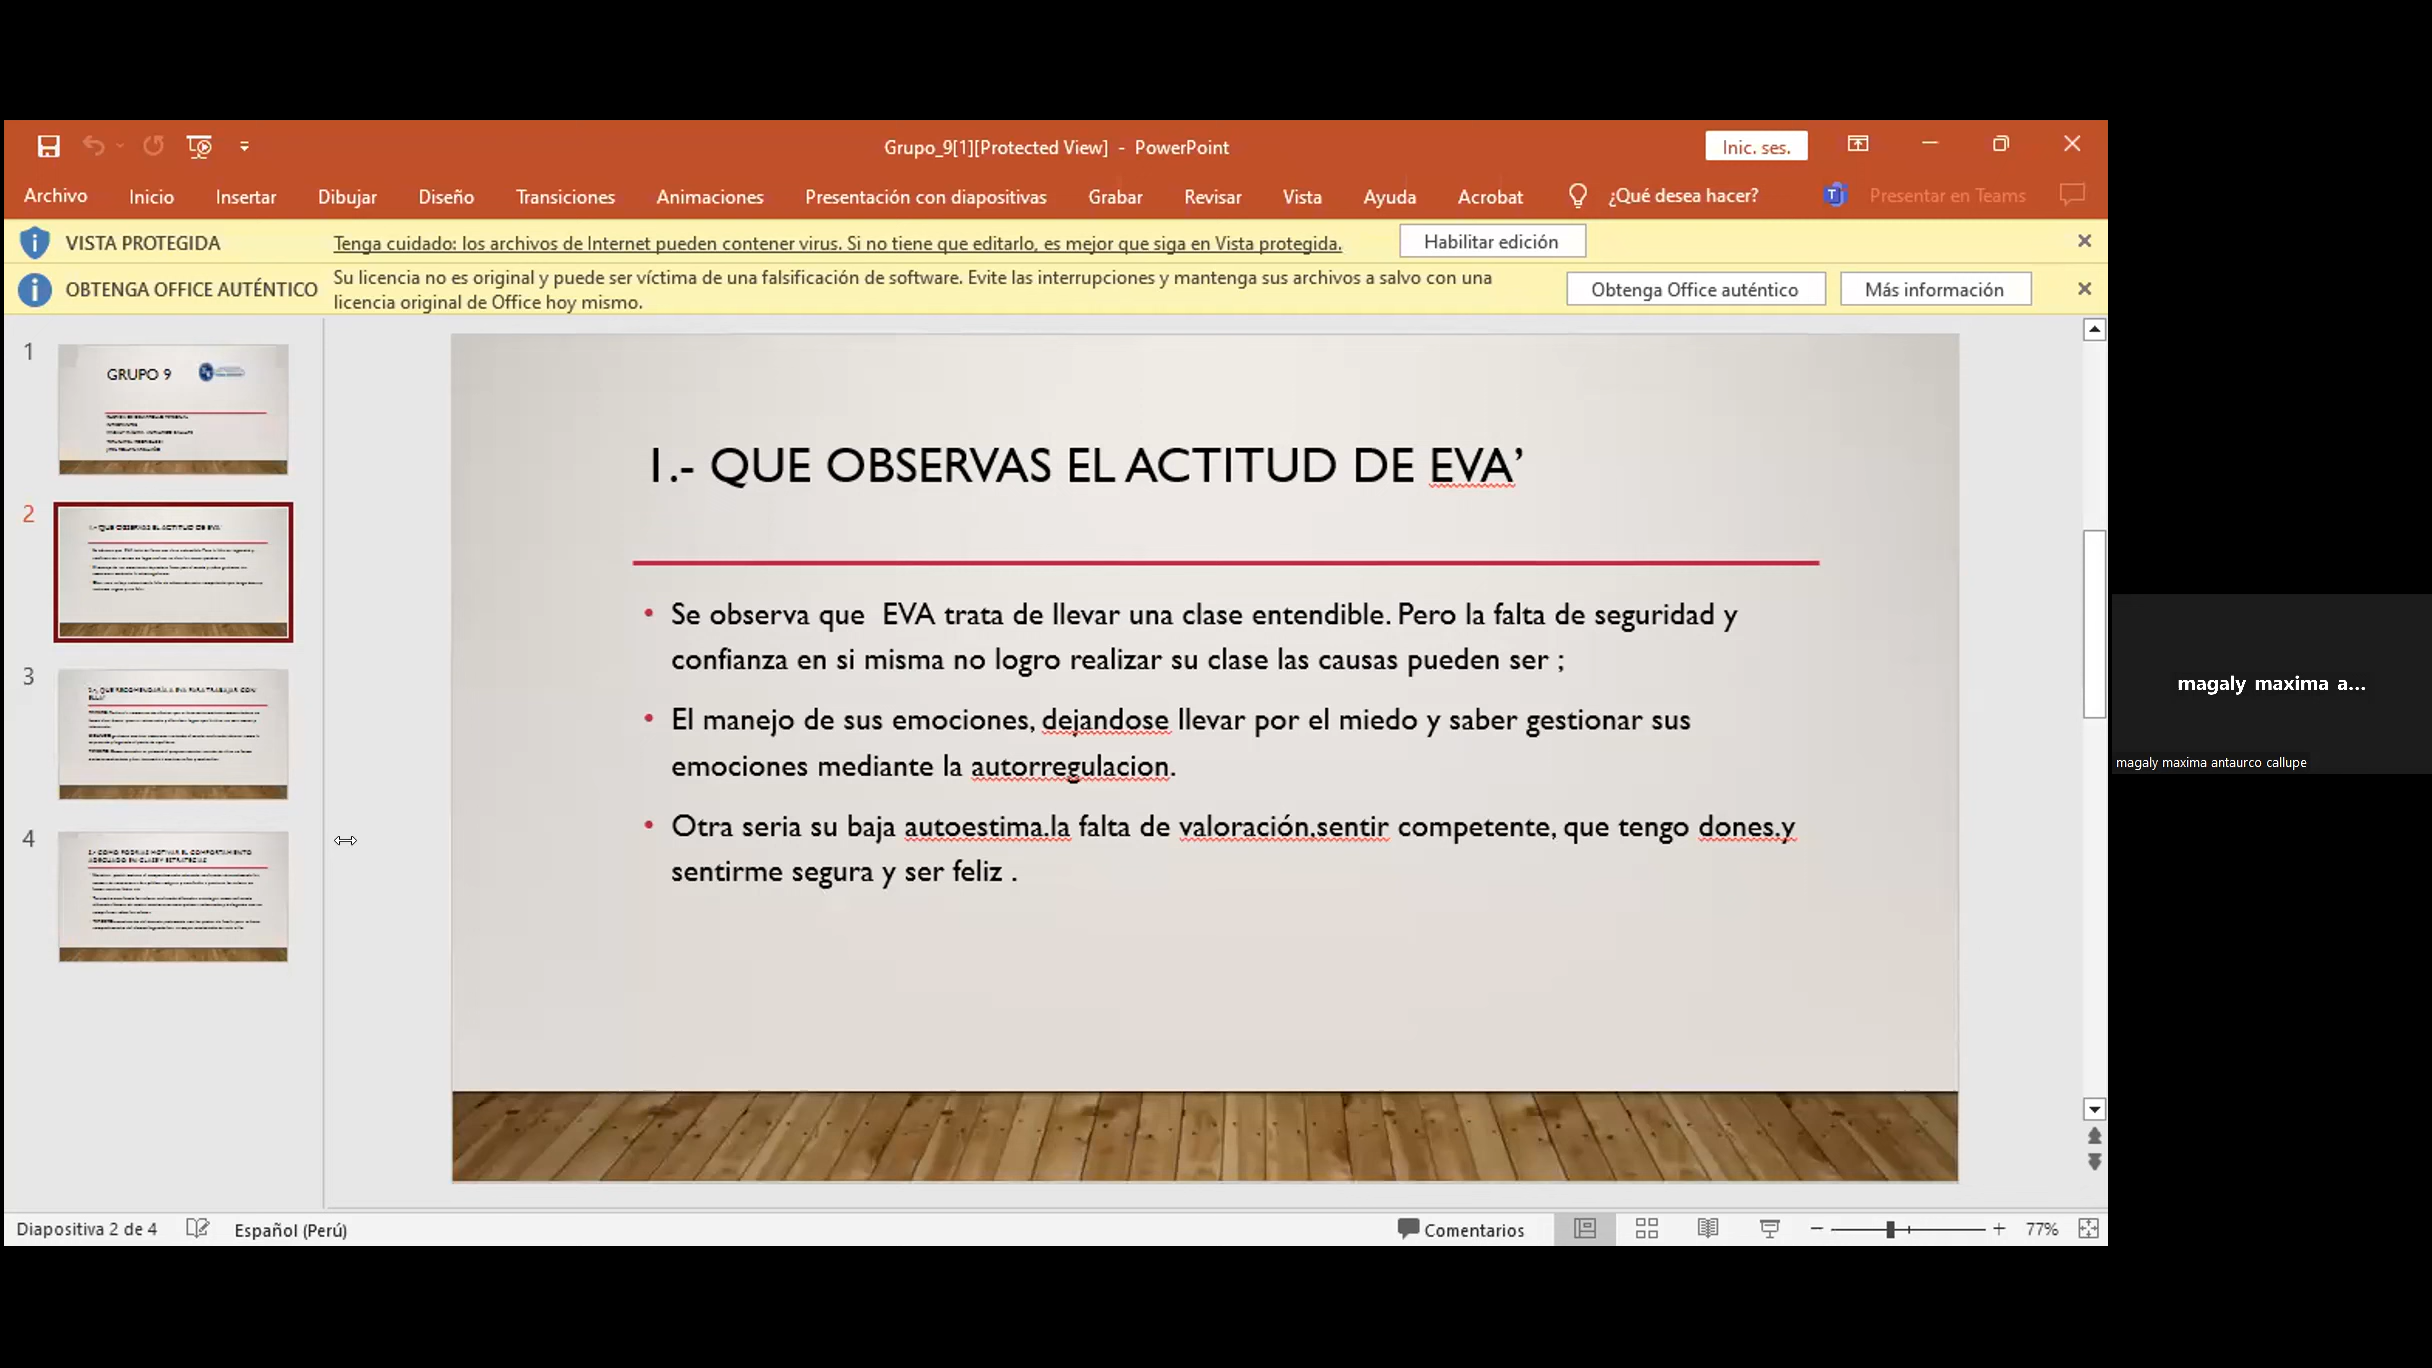 Grupo_9[1][Protected View] - PowerPoint
Inic. ses.
Archivo Inicio Insertar Dibujar Diseño Transiciones Animaciones Presentación con diapositivas Grabar Revisar Vista Ayuda Acrobat ¿Qué desea hacer? Presentar en Teams
VISTA PROTEGIDA Tenga cuidado: los archivos de Internet pueden contener virus. Si no tiene que editarlo, es mejor que siga en Vista protegida. Habilitar edición
OBTENGA OFFICE AUTÉNTICO Su licencia no es original y puede ser víctima de una falsificación de software. Evite las interrupciones y mantenga sus archivos a salvo con una
licencia original de Office hoy mismo. Obtenga Office auténtico Más información
1
GRUPO 9
2
1.- QUE OBSERVAS EL ACTITUD DE EVA’
3
4
1.- QUE OBSERVAS EL ACTITUD DE EVA’
• Se observa que EVA trata de llevar una clase entendible. Pero la falta de seguridad y
confianza en si misma no logro realizar su clase las causas pueden ser ;
• El manejo de sus emociones, dejandose llevar por el miedo y saber gestionar sus
emociones mediante la autorregulacion.
• Otra seria su baja autoestima.la falta de valoración,sentir competente, que tengo dones.y
sentirme segura y ser feliz .
magaly maxima a...
magaly maxima antaurco callupe
Diapositiva 2 de 4 Español (Perú) Comentarios 77%